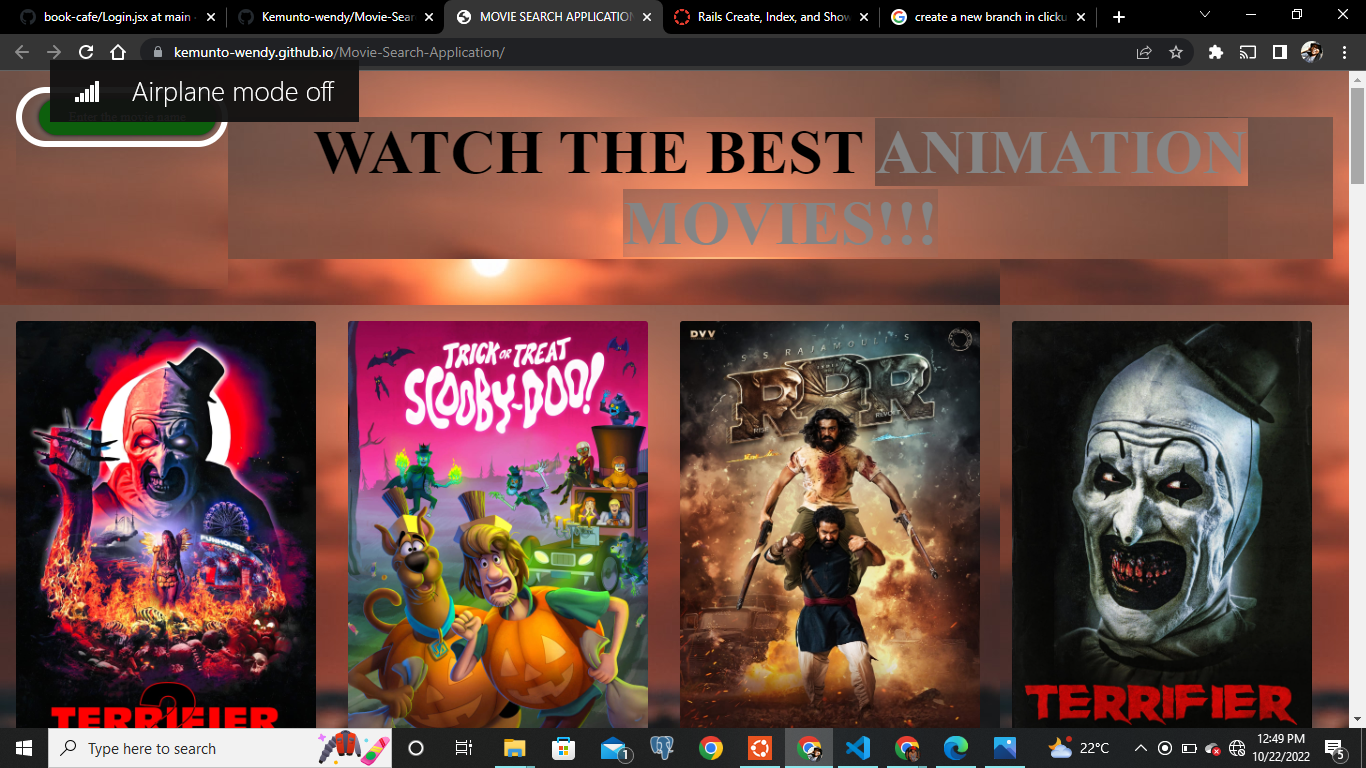 book-cafe/Login.jsx at main
Kemunto-wendy/Movie-Sear
MOVIE SEARCH APPLICATION
Rails Create, Index, and Show
create a new branch in clicku
kemunto-wendy.github.io/Movie-Search-Application/
Airplane mode off
Enter the movie name
WATCH THE BEST ANIMATION
MOVIES!!!
FUNHOUSE
TERRIFIER
2
TRICK OR TREAT
SCOOBY-DOO!
DVV
S S RAJAMOULI'S
RRR
TERRIFIER
Type here to search
1
22°C
12:49 PM
10/22/2022
5